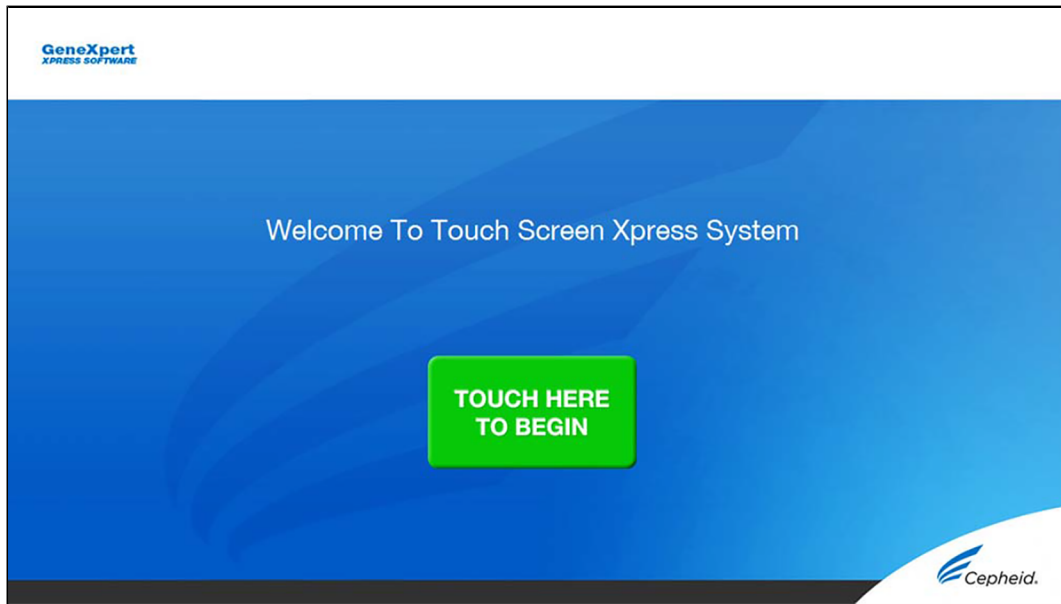 GeneXpert
XPRESS SOFTWARE
Welcome To Touch Screen Xpress System
TOUCH HERE
TO BEGIN
Cepheid.